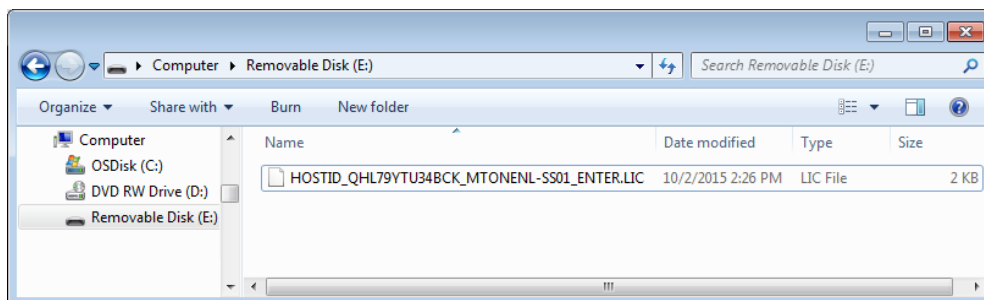 Computer Removable Disk (E:) Search Removable Disk (E:)
Organize Share with Burn New folder
Computer Name Date modified Type Size
OSDisk (C:) HOSTID_QHL79YTU34BCK_MTONENL-SS01_ENTER.LIC 10/2/2015 2:26 PM LIC File 2 KB
DVD RW Drive (D:)
Removable Disk (E:)